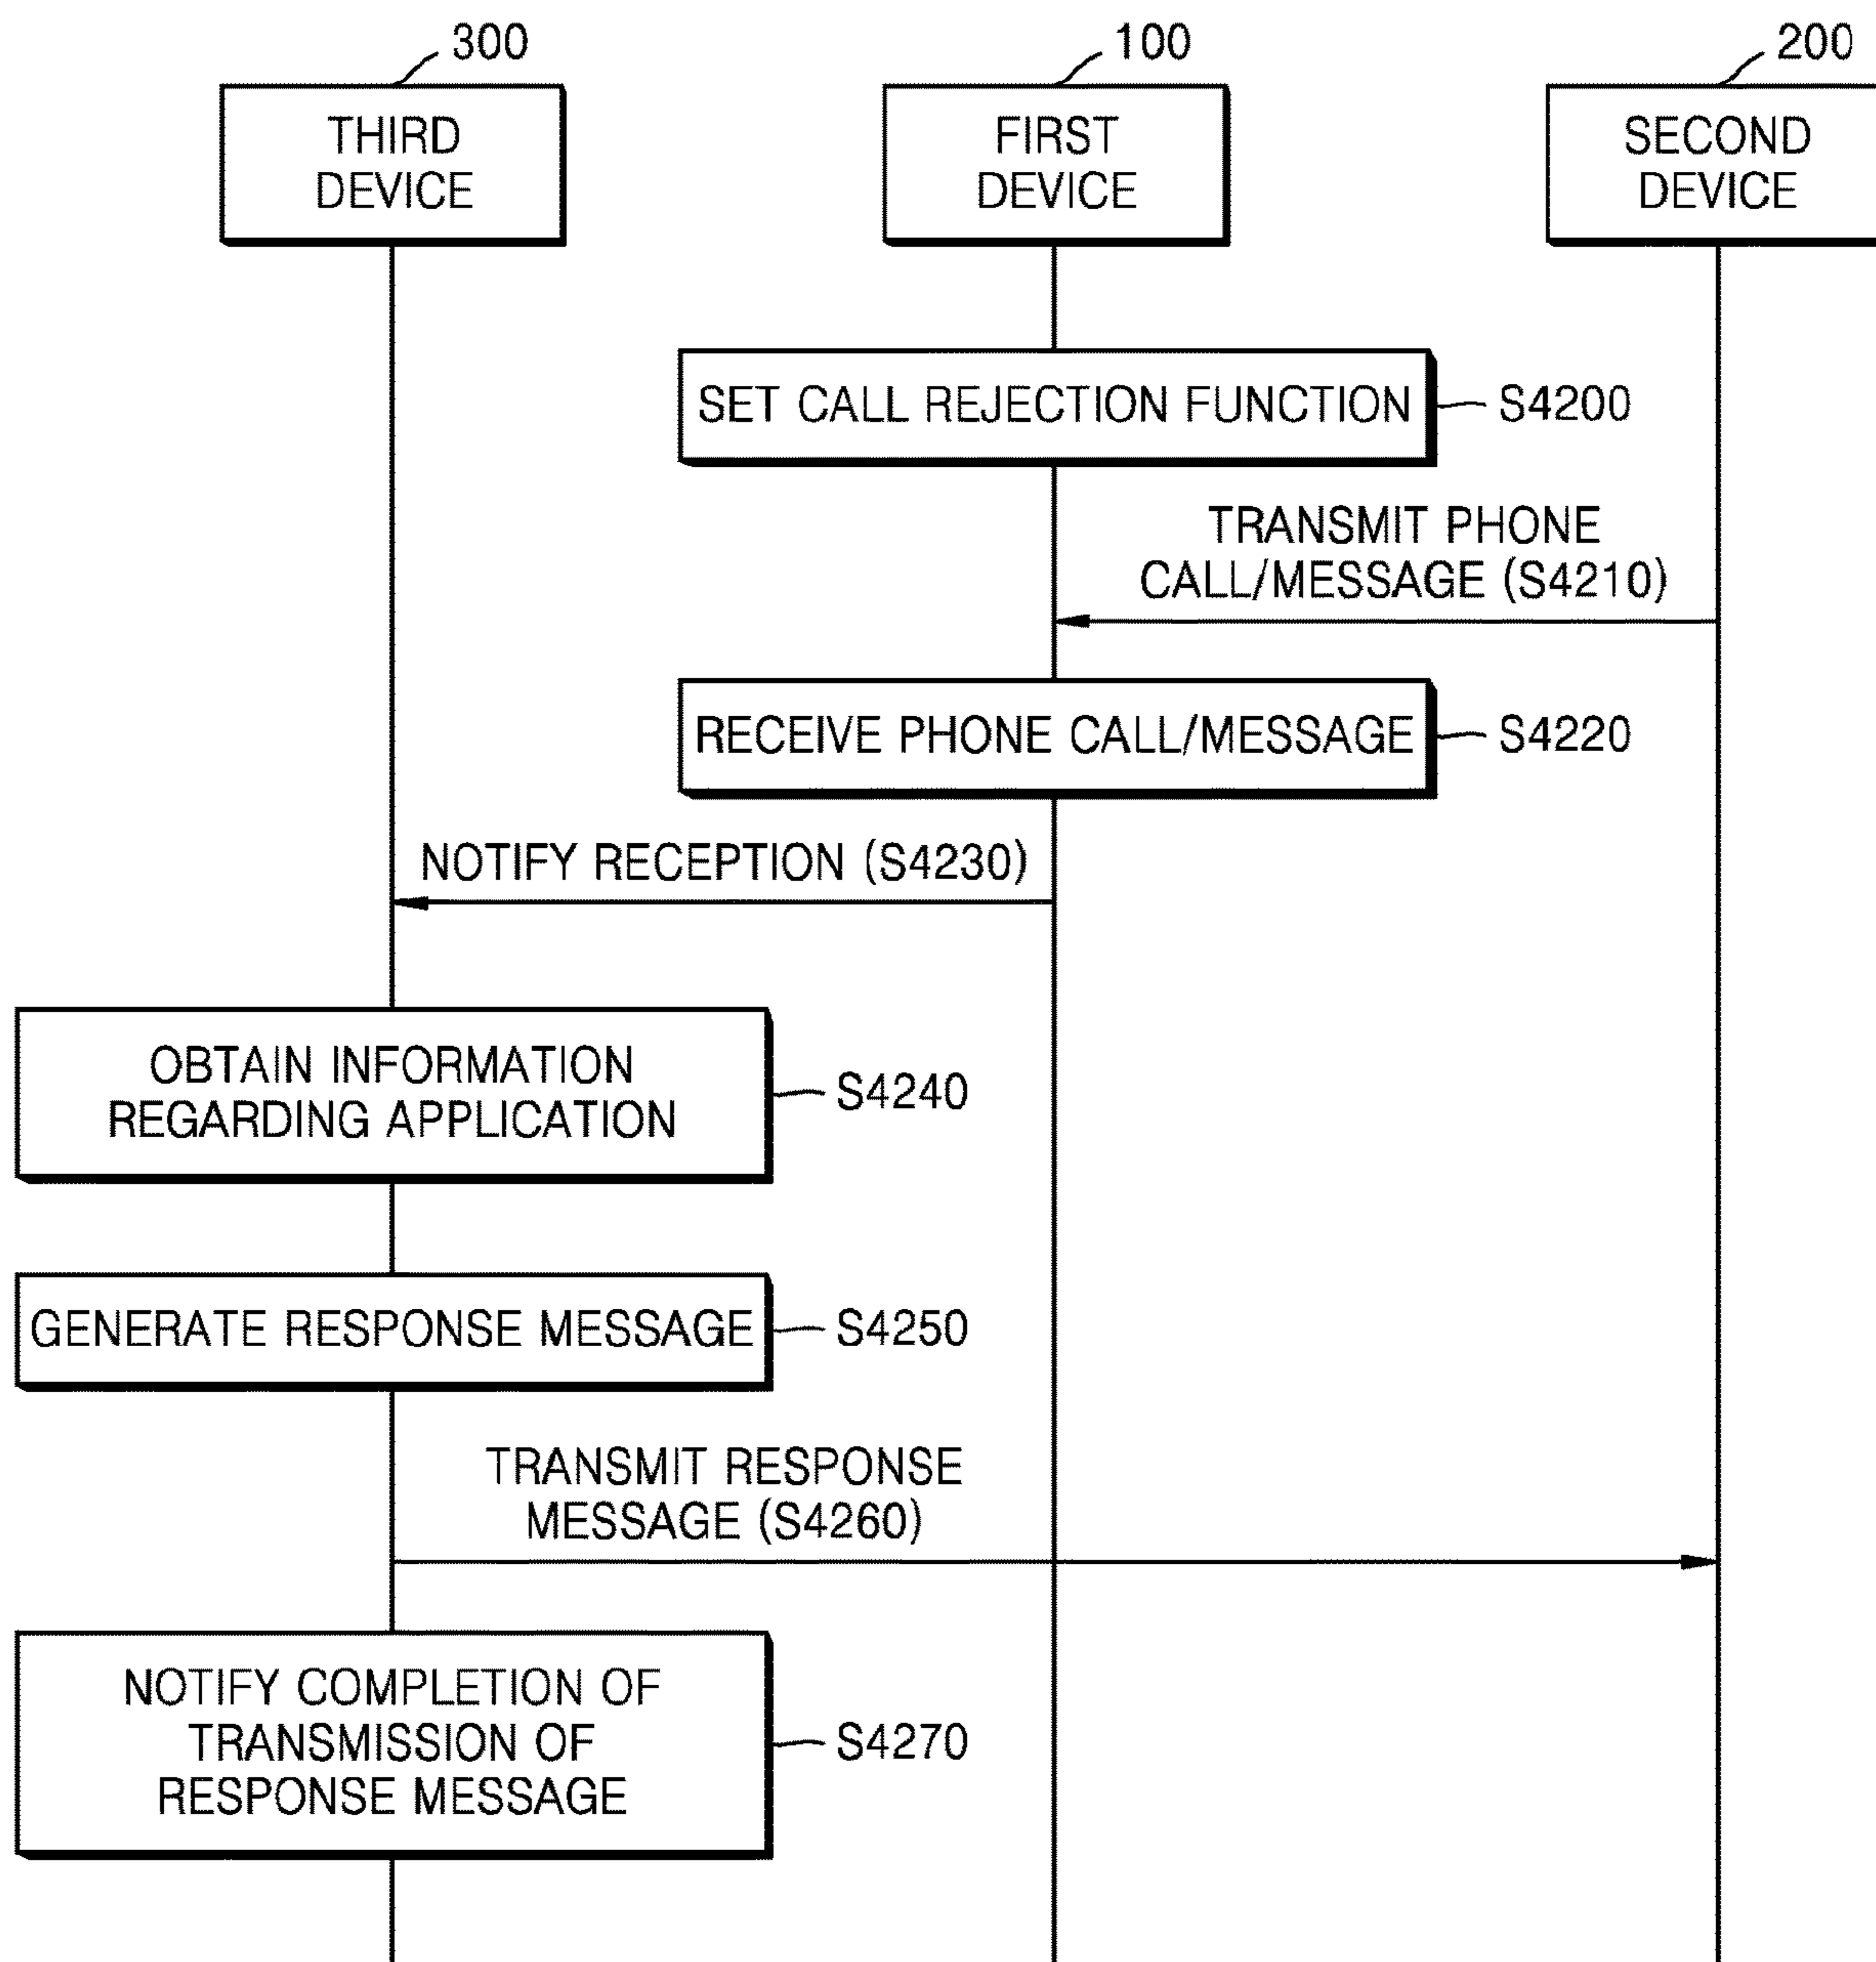 300
100
200
THIRD
DEVICE
FIRST
DEVICE
SECOND
DEVICE
SET CALL REJECTION FUNCTION
S4200
TRANSMIT PHONE
CALL/MESSAGE (S4210)
RECEIVE PHONE CALL/MESSAGE
S4220
NOTIFY RECEPTION (S4230)
OBTAIN INFORMATION
REGARDING APPLICATION
S4240
GENERATE RESPONSE MESSAGE
S4250
TRANSMIT RESPONSE
MESSAGE (S4260)
NOTIFY COMPLETION OF
TRANSMISSION OF
RESPONSE MESSAGE
S4270